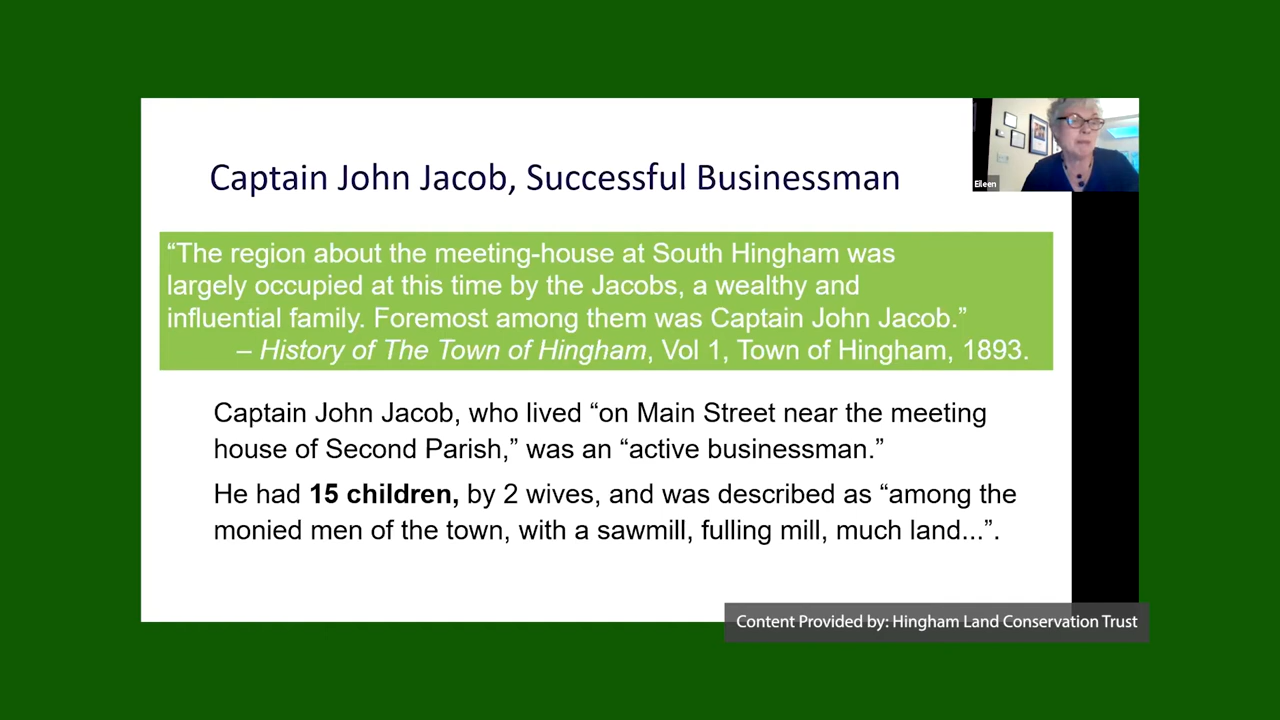 Captain John Jacob, Successful Businessman
Eileen
“The region about the meeting-house at South Hingham was
largely occupied at this time by the Jacobs, a wealthy and
influential family. Foremost among them was Captain John Jacob.”
– History of The Town of Hingham, Vol 1, Town of Hingham, 1893.
Captain John Jacob, who lived “on Main Street near the meeting
house of Second Parish,” was an “active businessman.”
He had 15 children, by 2 wives, and was described as “among the
monied men of the town, with a sawmill, fulling mill, much land...”.
Content Provided by: Hingham Land Conservation Trust